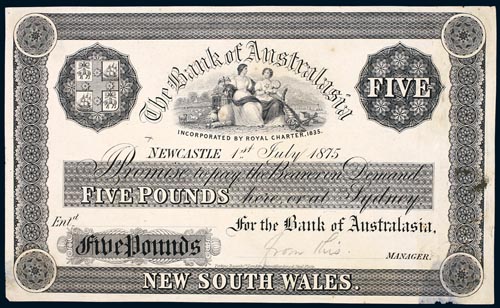 The Bank of Australasia
FIVE
INCORPORATED BY ROYAL CHARTER, 1835.
NEWCASTLE 1st July 1875
Promise to pay the Bearer on Demand
FIVE POUNDS here, or at Sydney
Entd
For the Bank of Australasia,
Five Pounds
from this
MANAGER.
NEW SOUTH WALES.